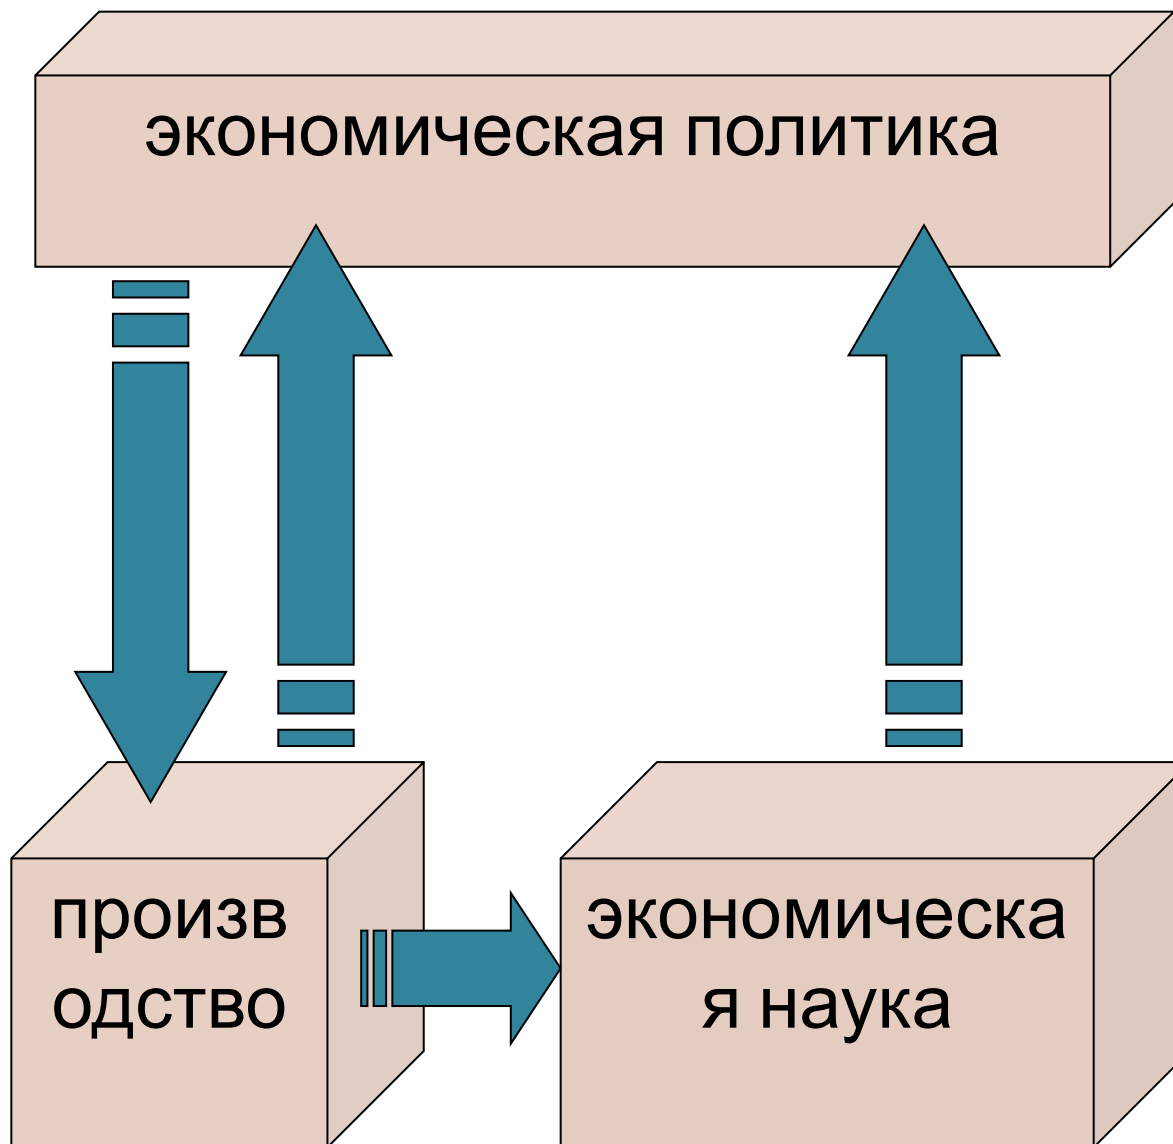 экономическая политика
произв
одство
экономическа
я наука